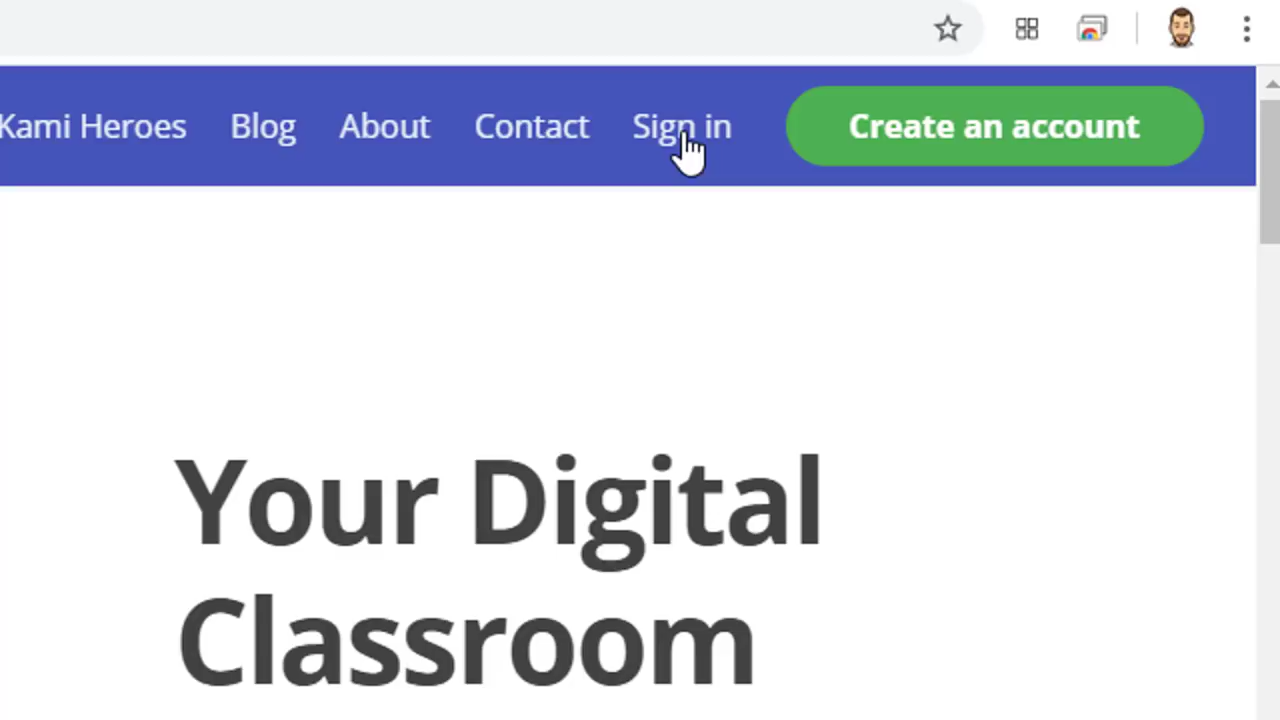 Kami Heroes Blog About Contact Sign in Create an account
Your Digital
Classroom